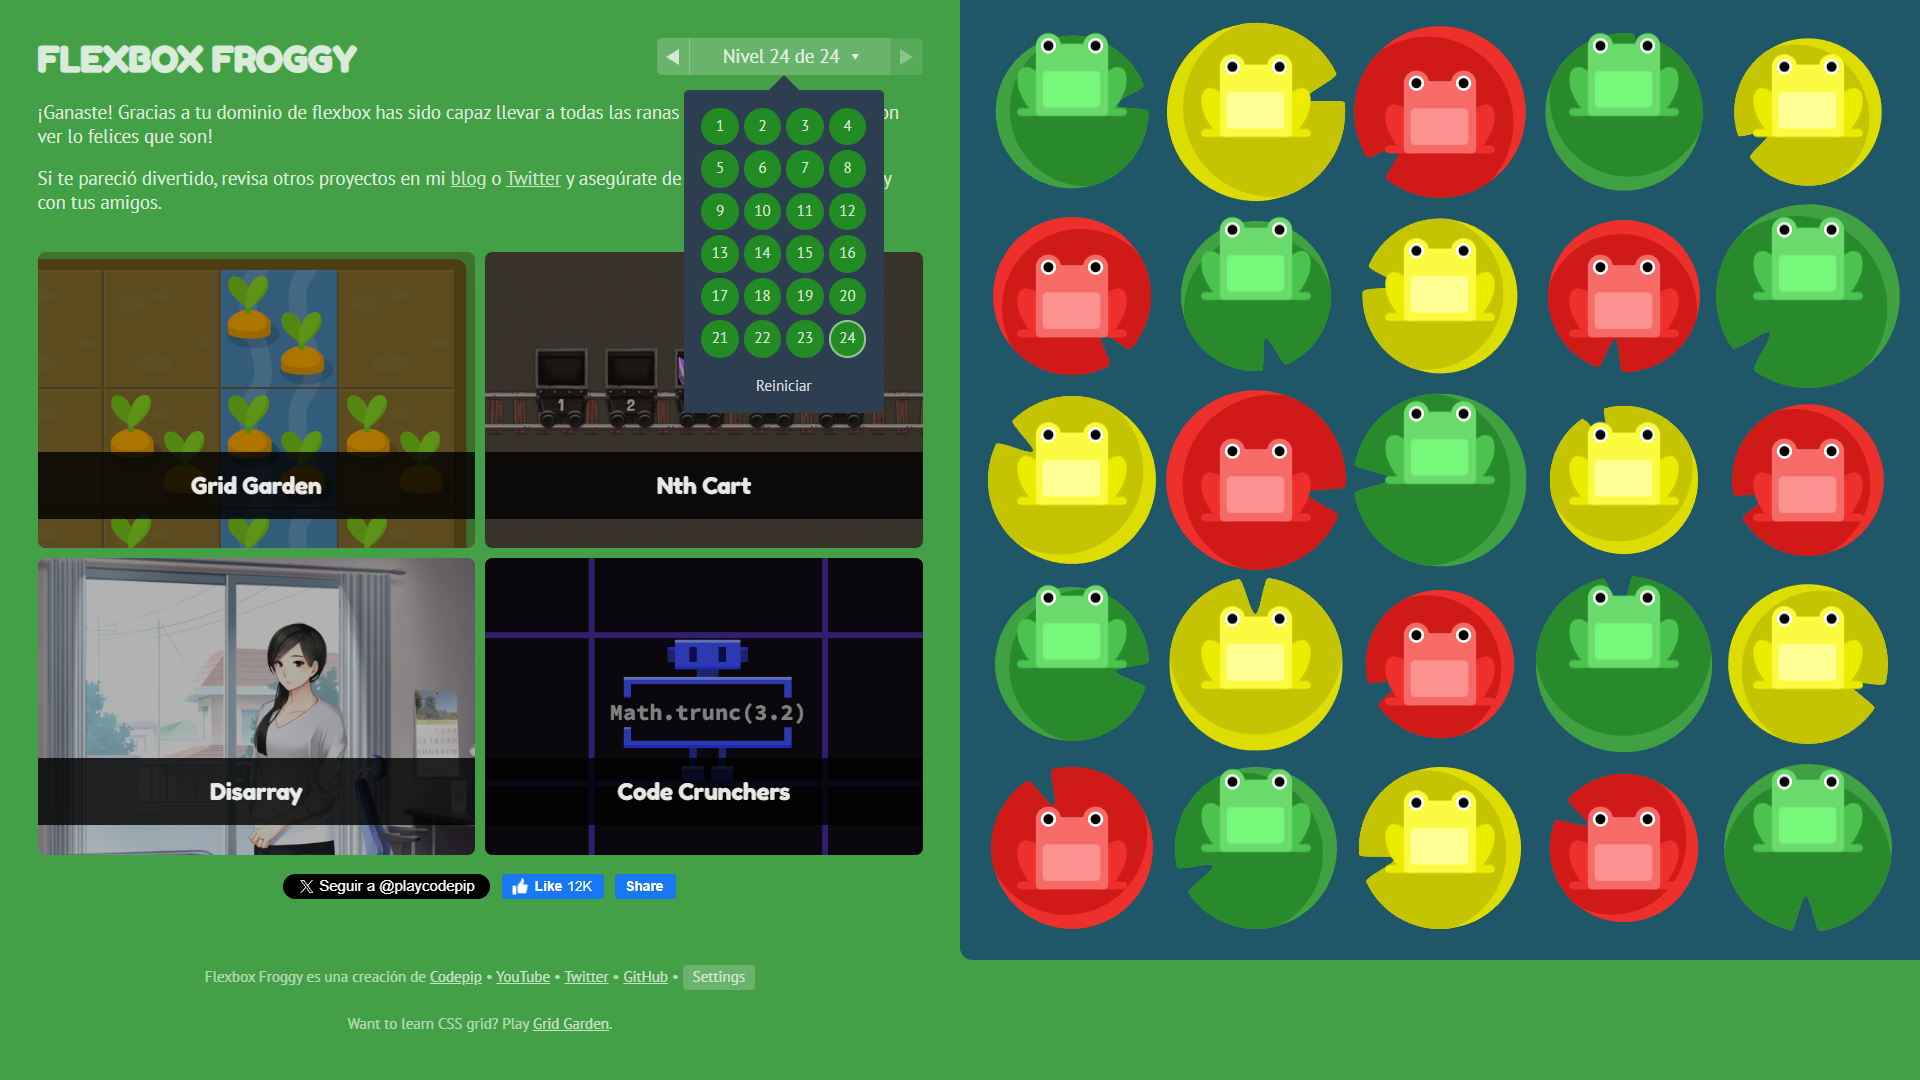 FLEXBOX FROGGY
Nivel 24 de 24
¡Ganaste! Gracias a tu dominio de flexbox has sido capaz llevar a todas las ranas on
ver lo felices que son!
Si te pareció divertido, revisa otros proyectos en mi blog o Twitter y asegúrate de y
con tus amigos.
1 2 3 4
5 6 7 8
9 10 11 12
13 14 15 16
17 18 19 20
21 22 23 24
Reiniciar
1 2
Grid Garden
Nth Cart
Math.trunc(3.2)
Disarray
Code Crunchers
Seguir a @playcodepip
Like 12K
Share
Flexbox Froggy es una creación de Codepip • YouTube • Twitter • GitHub • Settings
Want to learn CSS grid? Play Grid Garden.